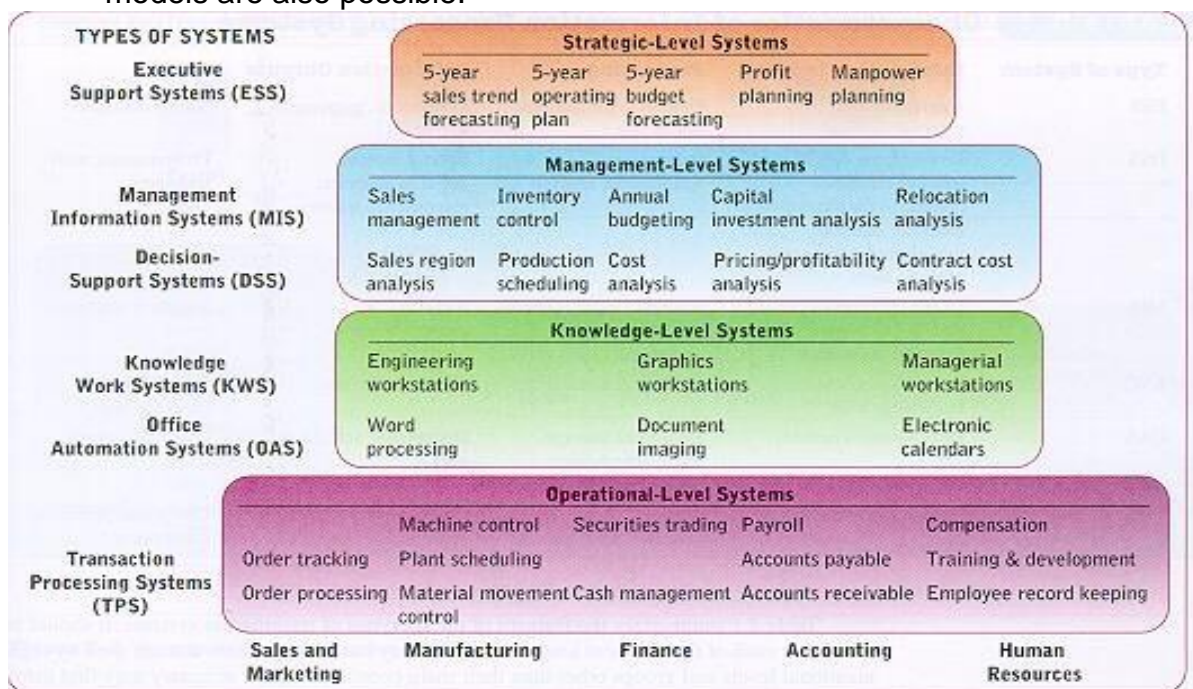 models are also possible.
TYPES OF SYSTEMS
Executive
Support Systems (ESS)
Strategic-Level Systems
5-year 5-year 5-year Profit Manpower
sales trend operating budget planning planning
forecasting plan forecasting
Management-Level Systems
Management
Information Systems (MIS)
Sales Inventory Annual Capital Relocation
management control budgeting investment analysis analysis
Decision-
Support Systems (DSS)
Sales region Production Cost Pricing/profitability Contract cost
analysis scheduling analysis analysis analysis
Knowledge-Level Systems
Knowledge
Work Systems (KWS)
Engineering Graphics Managerial
workstations workstations workstations
Office
Automation Systems (OAS)
Word Document Electronic
processing imaging calendars
Operational-Level Systems
Machine control Securities trading Payroll Compensation
Transaction
Processing Systems
(TPS)
Order tracking Plant scheduling Accounts payable Training & development
Order processing Material movement Cash management Accounts receivable Employee record keeping
control
Sales and Manufacturing Finance Accounting Human
Marketing Resources